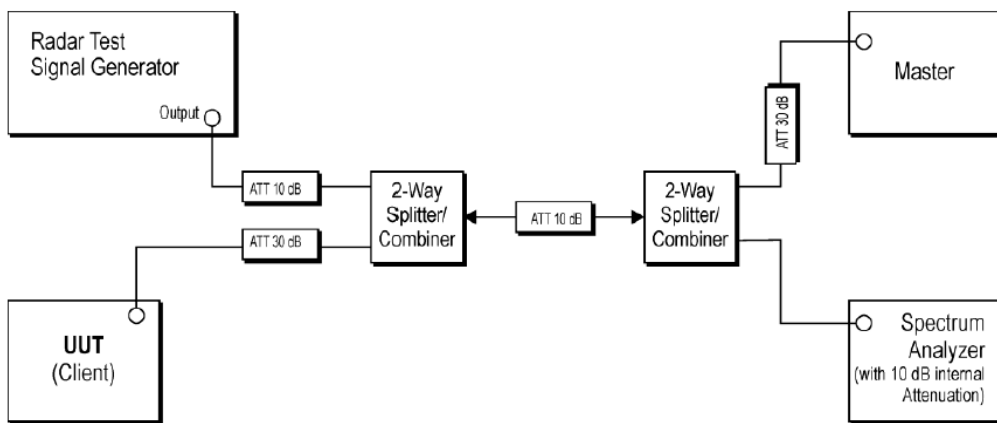 Radar Test
Signal Generator
Output
ATT 10 dB
ATT 30 dB
UUT
(Client)
2-Way
Splitter/
Combiner
ATT 10 dB
2-Way
Splitter/
Combiner
ATT 30 dB
Master
Spectrum
Analyzer
(with 10 dB internal
Attenuation)